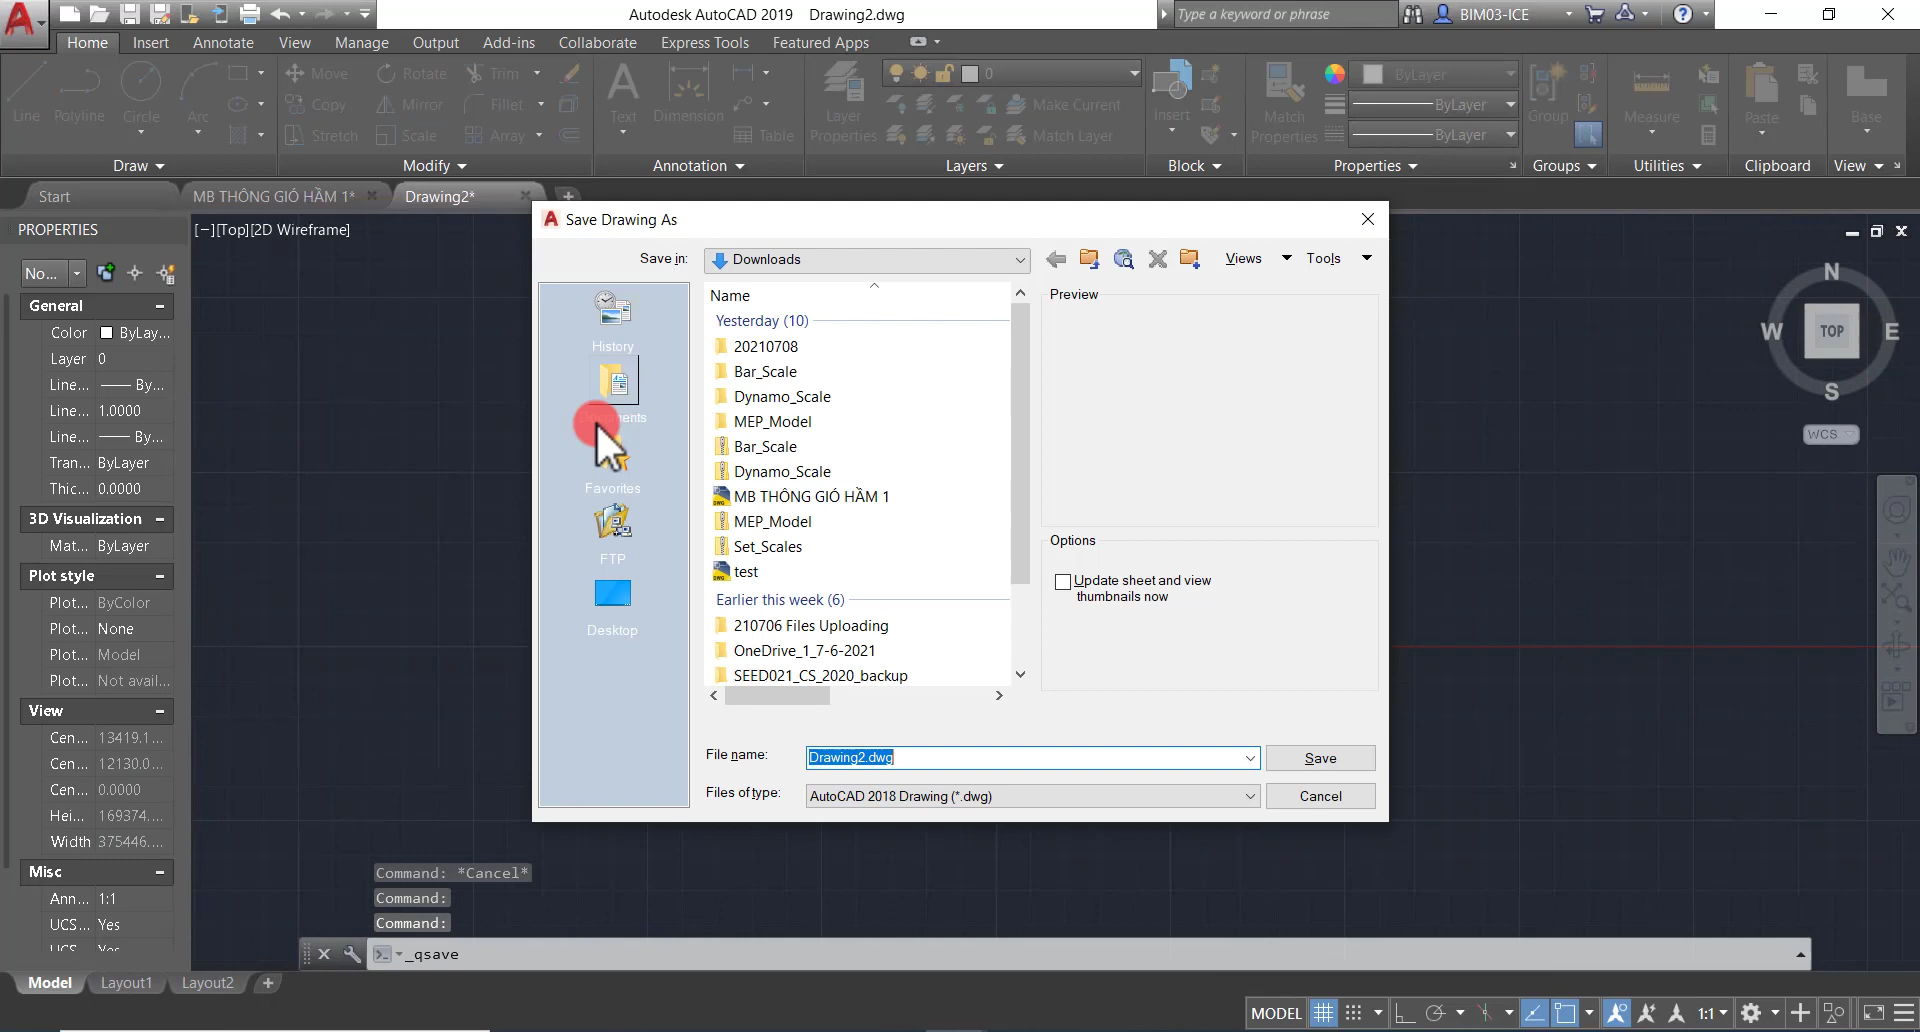 Autodesk AutoCAD 2019 Drawing2.dwg
Type a keyword or phrase
BIM03-ICE
Home Insert Annotate View Manage Output Add-ins Collaborate Express Tools Featured Apps
Line Polyline Circle Arc
Move Rotate Trim
Copy Mirror Fillet
Stretch Scale Array
Text Dimension Table
Layer Properties
0
Make Current
Match Layer
Insert
Match Properties
ByLayer
ByLayer
ByLayer
Group
Measure
Paste
Base
Draw Modify Annotation Layers Block Properties Groups Utilities Clipboard View
Start MB THÔNG GIÓ HẦM 1* Drawing2*
PROPERTIES
No...
General
Color ByLay...
Layer 0
Line... By...
Line... 1.0000
Line... By...
Tran... ByLayer
Thic... 0.0000
3D Visualization
Mat... ByLayer
Plot style
Plot... ByColor
Plot... None
Plot... Model
Plot... Not avail...
View
Cen... 13419.1...
Cen... 12130.0...
Cen... 0.0000
Hei... 169374....
Width 375446....
Misc
Ann... 1:1
UCS... Yes
UCS... Yes
[−][Top][2D Wireframe]
Save Drawing As
Save in: Downloads
Views Tools
History
Favorites
FTP
Desktop
Name
Yesterday (10)
20210708
Bar_Scale
Dynamo_Scale
MEP_Model
Bar_Scale
Dynamo_Scale
MB THÔNG GIÓ HẦM 1
MEP_Model
Set_Scales
test
Earlier this week (6)
210706 Files Uploading
OneDrive_1_7-6-2021
SEED021_CS_2020_backup
Preview
Options
Update sheet and view
thumbnails now
File name: Drawing2.dwg Save
Files of type: AutoCAD 2018 Drawing (*.dwg) Cancel
N
W TOP E
S
WCS
Command: *Cancel*
Command:
Command:
_qsave
Model Layout1 Layout2
MODEL 1:1